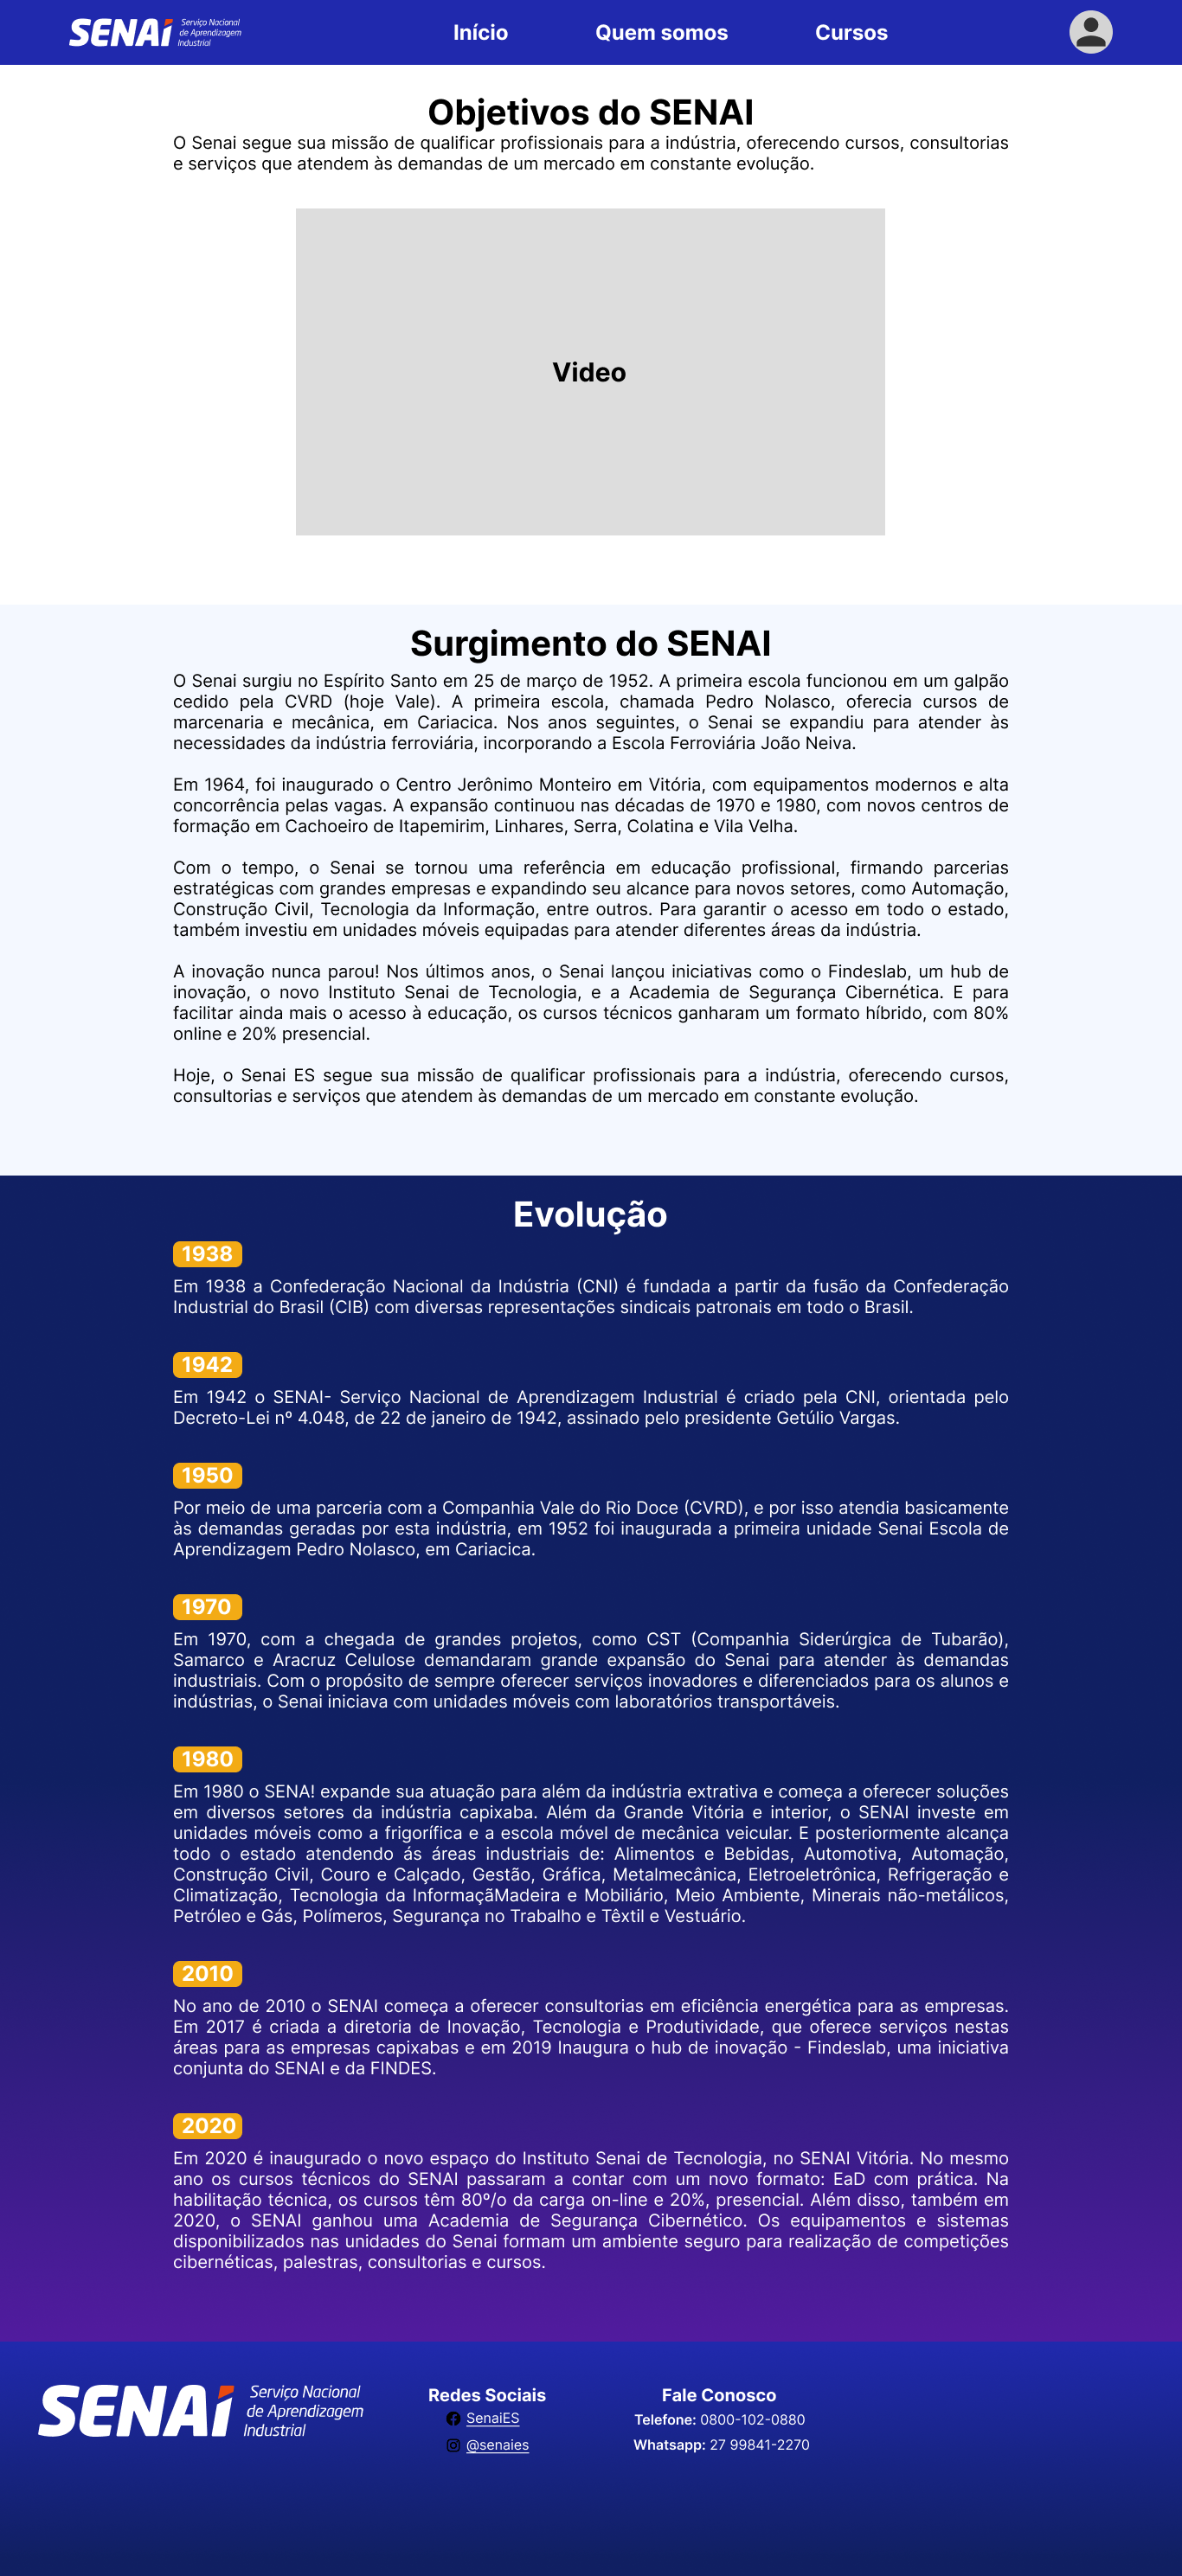 SENAI Serviço Nacional
de Aprendizagem
Industrial
Início Quem somos Cursos
Objetivos do SENAI
O Senai segue sua missão de qualificar profissionais para a indústria, oferecendo cursos, consultorias
e serviços que atendem às demandas de um mercado em constante evolução.
Video
Surgimento do SENAI
O Senai surgiu no Espírito Santo em 25 de março de 1952. A primeira escola funcionou em um galpão
cedido pela CVRD (hoje Vale). A primeira escola, chamada Pedro Nolasco, oferecia cursos de
marcenaria e mecânica, em Cariacica. Nos anos seguintes, o Senai se expandiu para atender às
necessidades da indústria ferroviária, incorporando a Escola Ferroviária João Neiva.
Em 1964, foi inaugurado o Centro Jerônimo Monteiro em Vitória, com equipamentos modernos e alta
concorrência pelas vagas. A expansão continuou nas décadas de 1970 e 1980, com novos centros de
formação em Cachoeiro de Itapemirim, Linhares, Serra, Colatina e Vila Velha.
Com o tempo, o Senai se tornou uma referência em educação profissional, firmando parcerias
estratégicas com grandes empresas e expandindo seu alcance para novos setores, como Automação,
Construção Civil, Tecnologia da Informação, entre outros. Para garantir o acesso em todo o estado,
também investiu em unidades móveis equipadas para atender diferentes áreas da indústria.
A inovação nunca parou! Nos últimos anos, o Senai lançou iniciativas como o Findeslab, um hub de
inovação, o novo Instituto Senai de Tecnologia, e a Academia de Segurança Cibernética. E para
facilitar ainda mais o acesso à educação, os cursos técnicos ganharam um formato híbrido, com 80%
online e 20% presencial.
Hoje, o Senai ES segue sua missão de qualificar profissionais para a indústria, oferecendo cursos,
consultorias e serviços que atendem às demandas de um mercado em constante evolução.
Evolução
1938
Em 1938 a Confederação Nacional da Indústria (CNI) é fundada a partir da fusão da Confederação
Industrial do Brasil (CIB) com diversas representações sindicais patronais em todo o Brasil.
1942
Em 1942 o SENAI- Serviço Nacional de Aprendizagem Industrial é criado pela CNI, orientada pelo
Decreto-Lei nº 4.048, de 22 de janeiro de 1942, assinado pelo presidente Getúlio Vargas.
1950
Por meio de uma parceria com a Companhia Vale do Rio Doce (CVRD), e por isso atendia basicamente
às demandas geradas por esta indústria, em 1952 foi inaugurada a primeira unidade Senai Escola de
Aprendizagem Pedro Nolasco, em Cariacica.
1970
Em 1970, com a chegada de grandes projetos, como CST (Companhia Siderúrgica de Tubarão),
Samarco e Aracruz Celulose demandaram grande expansão do Senai para atender às demandas
industriais. Com o propósito de sempre oferecer serviços inovadores e diferenciados para os alunos e
indústrias, o Senai iniciava com unidades móveis com laboratórios transportáveis.
1980
Em 1980 o SENA! expande sua atuação para além da indústria extrativa e começa a oferecer soluções
em diversos setores da indústria capixaba. Além da Grande Vitória e interior, o SENAI investe em
unidades móveis como a frigorífica e a escola móvel de mecânica veicular. E posteriormente alcança
todo o estado atendendo ás áreas industriais de: Alimentos e Bebidas, Automotiva, Automação,
Construção Civil, Couro e Calçado, Gestão, Gráfica, Metalmecânica, Eletroeletrônica, Refrigeração e
Climatização, Tecnologia da InformaçãMadeira e Mobiliário, Meio Ambiente, Minerais não-metálicos,
Petróleo e Gás, Polímeros, Segurança no Trabalho e Têxtil e Vestuário.
2010
No ano de 2010 o SENAI começa a oferecer consultorias em eficiência energética para as empresas.
Em 2017 é criada a diretoria de Inovação, Tecnologia e Produtividade, que oferece serviços nestas
áreas para as empresas capixabas e em 2019 Inaugura o hub de inovação - Findeslab, uma iniciativa
conjunta do SENAI e da FINDES.
2020
Em 2020 é inaugurado o novo espaço do Instituto Senai de Tecnologia, no SENAI Vitória. No mesmo
ano os cursos técnicos do SENAI passaram a contar com um novo formato: EaD com prática. Na
habilitação técnica, os cursos têm 80º/o da carga on-line e 20%, presencial. Além disso, também em
2020, o SENAI ganhou uma Academia de Segurança Cibernético. Os equipamentos e sistemas
disponibilizados nas unidades do Senai formam um ambiente seguro para realização de competições
cibernéticas, palestras, consultorias e cursos.
SENAI Serviço Nacional
de Aprendizagem
Industrial
Redes Sociais
SenaiES
@senaies
Fale Conosco
Telefone: 0800-102-0880
Whatsapp: 27 99841-2270